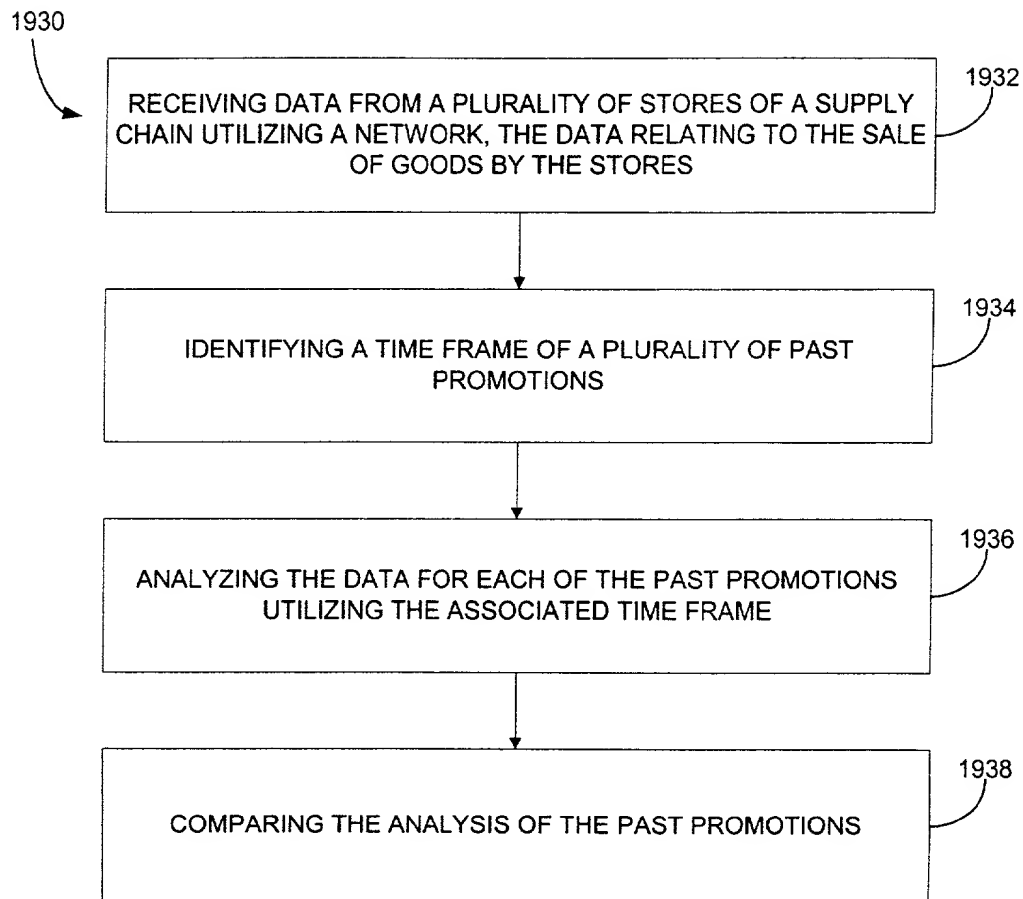 1930
1932
RECEIVING DATA FROM A PLURALITY OF STORES OF A SUPPLY
CHAIN UTILIZING A NETWORK, THE DATA RELATING TO THE SALE
OF GOODS BY THE STORES
1934
IDENTIFYING A TIME FRAME OF A PLURALITY OF PAST
PROMOTIONS
1936
ANALYZING THE DATA FOR EACH OF THE PAST PROMOTIONS
UTILIZING THE ASSOCIATED TIME FRAME
1938
COMPARING THE ANALYSIS OF THE PAST PROMOTIONS